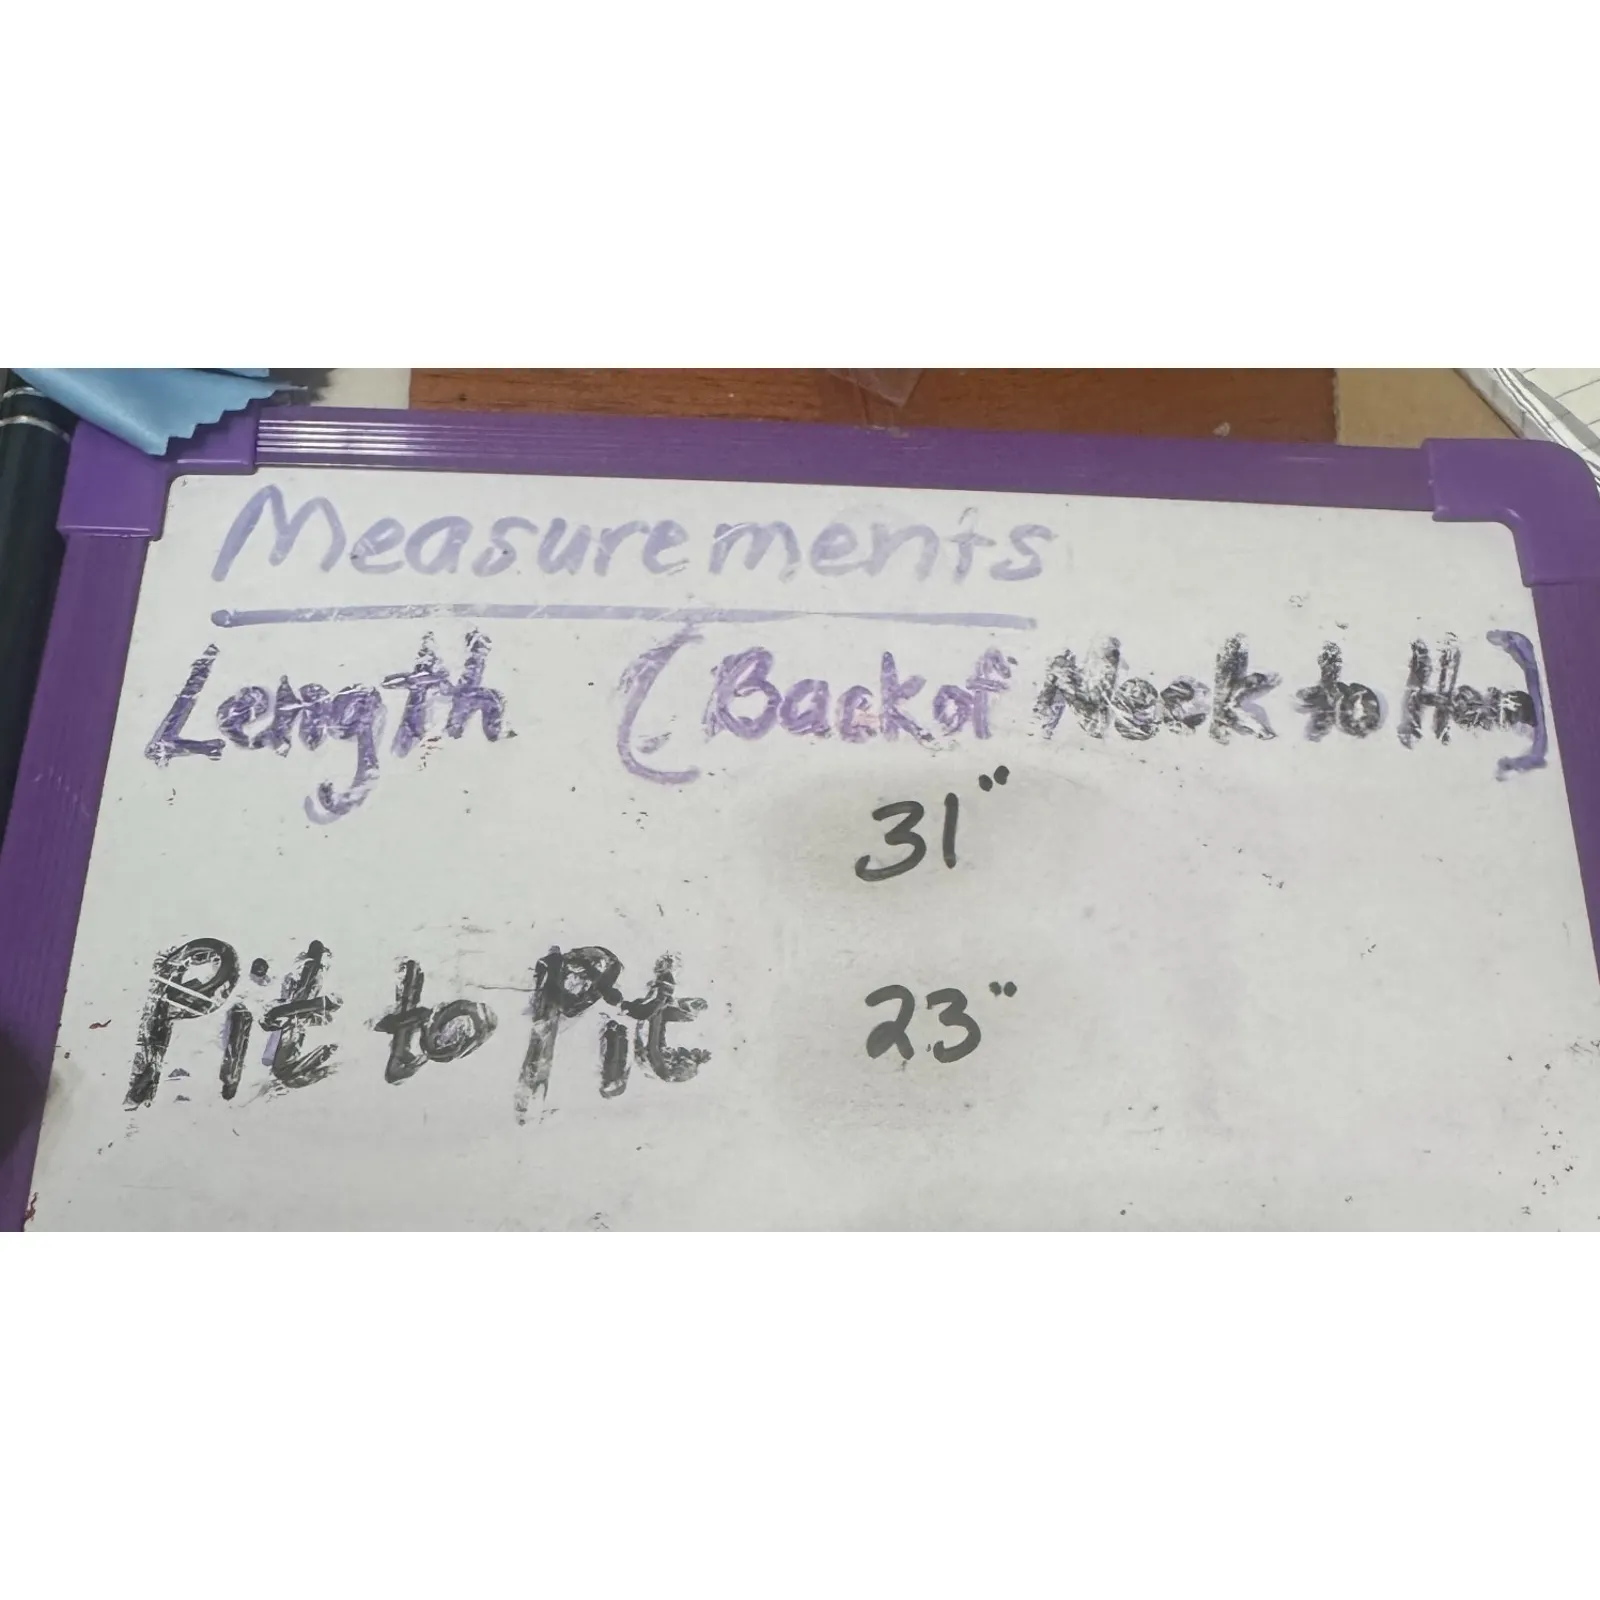 Measurements
Length (Back of Neck to Hem)
31"
Pit to Pit 23"